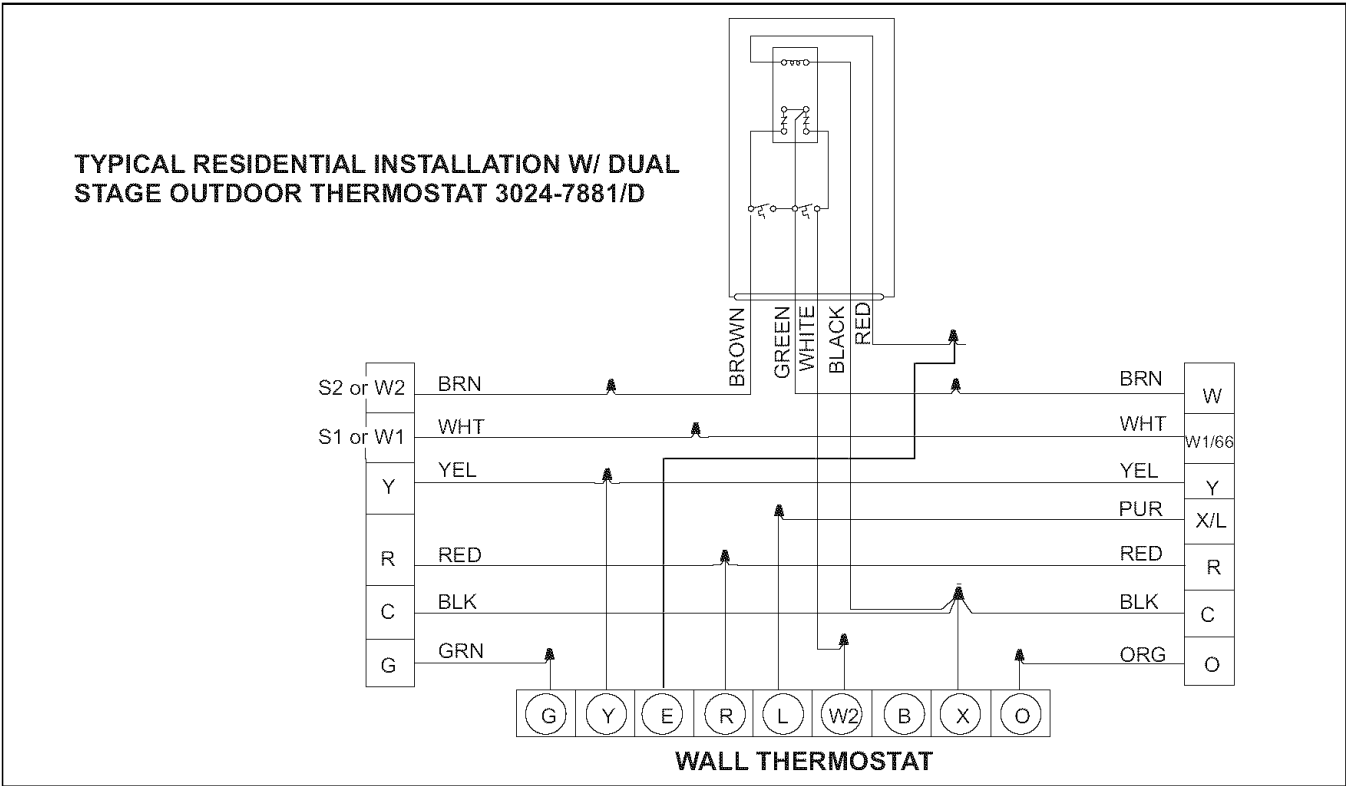 TYPICAL RESIDENTIAL INSTALLATION W/ DUAL
STAGE OUTDOOR THERMOSTAT 3024-7881/D
BROWN
GREEN
WHITE
BLACK
RED
S2 or W2
BRN
BRN
W
S1 or W1
WHT
WHT
W1/66
Y
YEL
YEL
Y
PUR
X/L
R
RED
RED
R
C
BLK
BLK
C
G
GRN
ORG
O
G Y E R L W2 B X O
WALL THERMOSTAT